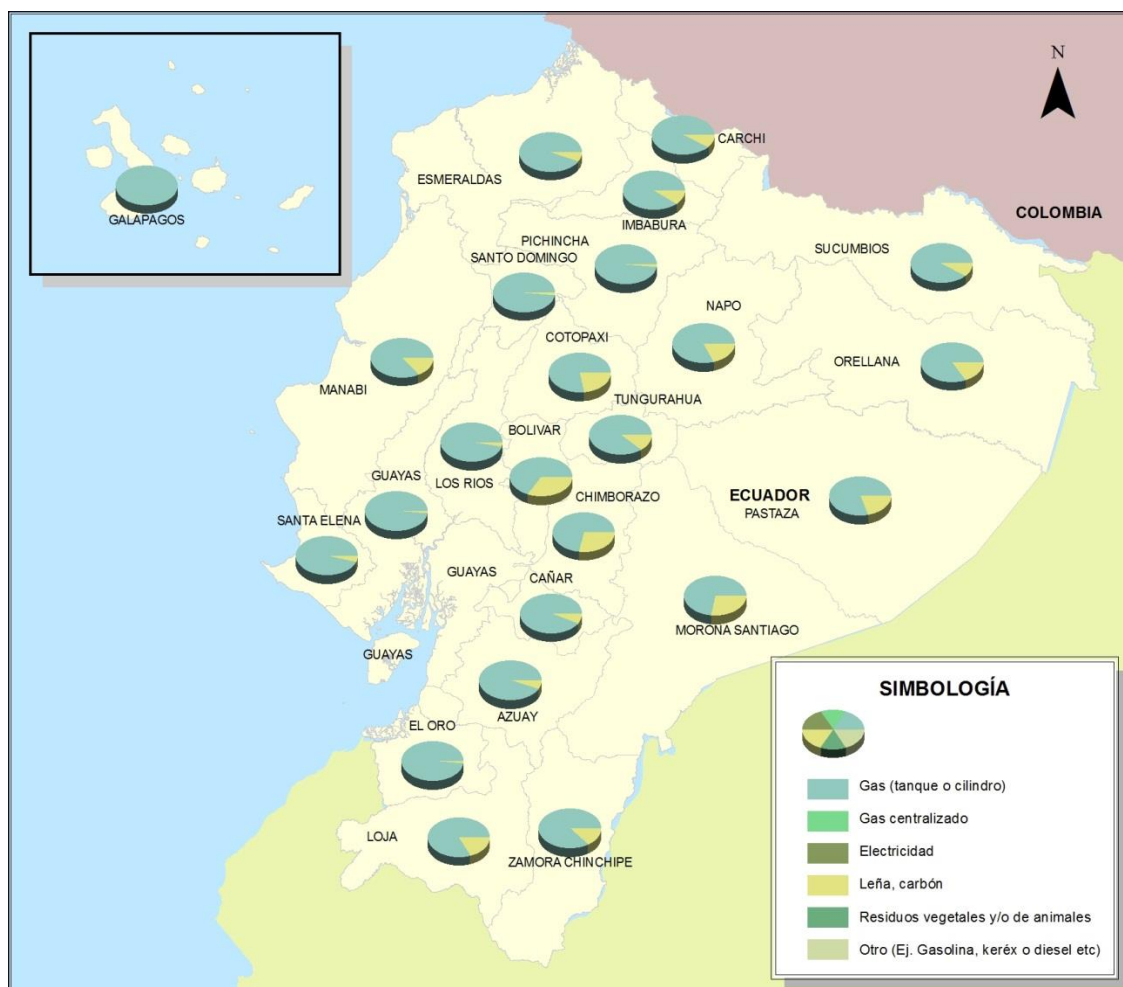 N
CARCHI
ESMERALDAS
IMBABURA
GALAPAGOS
COLOMBIA
PICHINCHA
SANTO DOMINGO
SUCUMBIOS
NAPO
COTOPAXI
ORELLANA
MANABI
TUNGURAHUA
BOLIVAR
GUAYAS
LOS RIOS
CHIMBORAZO
ECUADOR
PASTAZA
SANTA ELENA
GUAYAS
CAÑAR
MORONA SANTIAGO
GUAYAS
AZUAY
EL ORO
LOJA
ZAMORA CHINCHIPE
SIMBOLOGÍA
Gas (tanque o cilindro)
Gas centralizado
Electricidad
Leña, carbón
Residuos vegetales y/o de animales
Otro (Ej. Gasolina, keréx o diesel etc)